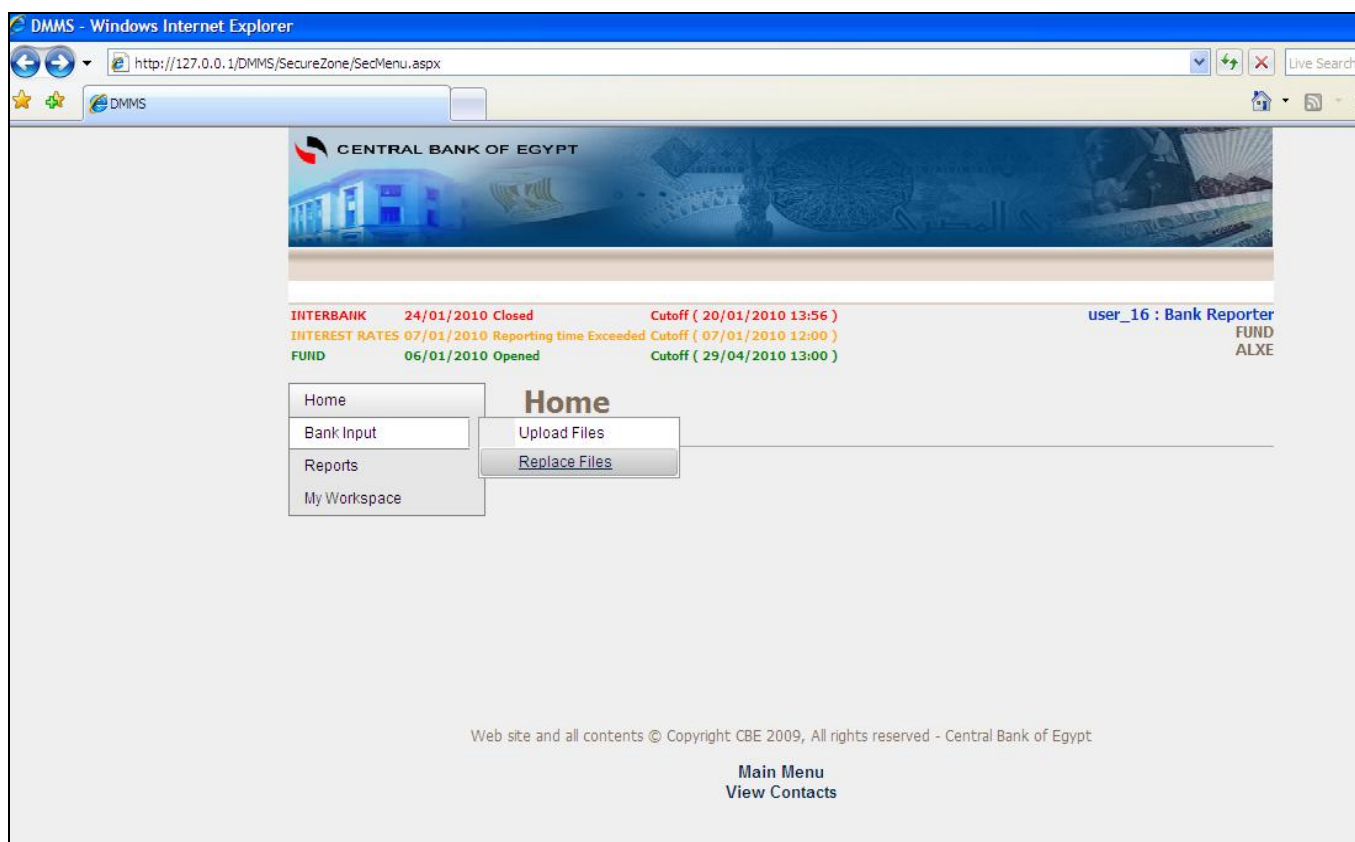 DMMS - Windows Internet Explorer
http://127.0.0.1/DMMS/SecureZone/SecMenu.aspx
Live Search
DMMS
CENTRAL BANK OF EGYPT
INTERBANK 24/01/2010 Closed Cutoff ( 20/01/2010 13:56 )
INTEREST RATES 07/01/2010 Reporting time Exceeded Cutoff ( 07/01/2010 12:00 )
FUND 06/01/2010 Opened Cutoff ( 29/04/2010 13:00 )
user_16 : Bank Reporter
FUND
ALXE
Home
Bank Input
Reports
My Workspace
Home
Upload Files
Replace Files
Web site and all contents © Copyright CBE 2009, All rights reserved - Central Bank of Egypt
Main Menu
View Contacts